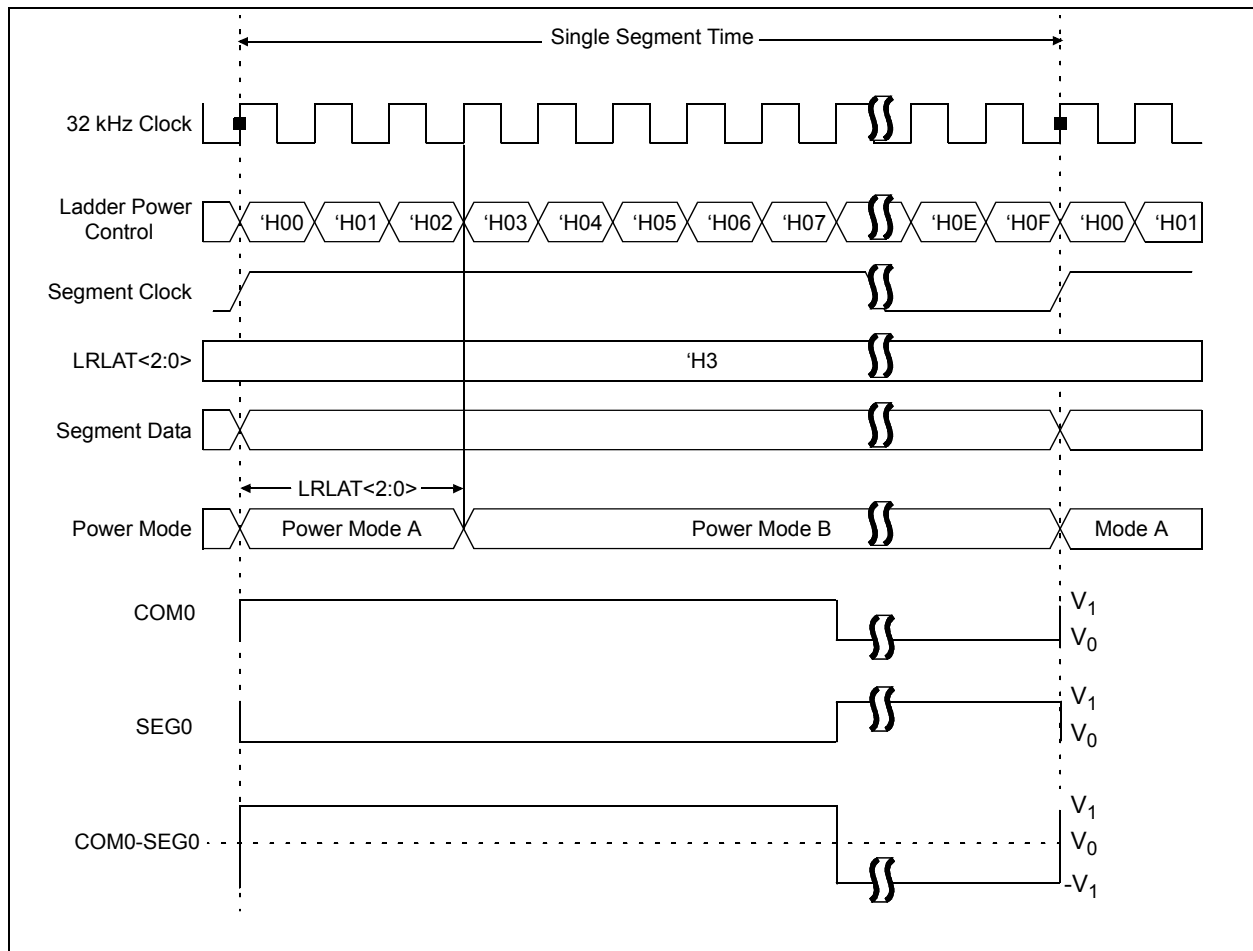 Single Segment Time
32 kHz Clock
Ladder Power
Control
‘H00 ‘H01 ‘H02 ‘H03 ‘H04 ‘H05 ‘H06 ‘H07 ‘H0E ‘H0F ‘H00 ‘H01
Segment Clock
LRLAT<2:0> ‘H3
Segment Data
LRLAT<2:0>
Power Mode Power Mode A Power Mode B Mode A
COM0
V1
V0
SEG0
V1
V0
COM0-SEG0
V1
V0
-V1